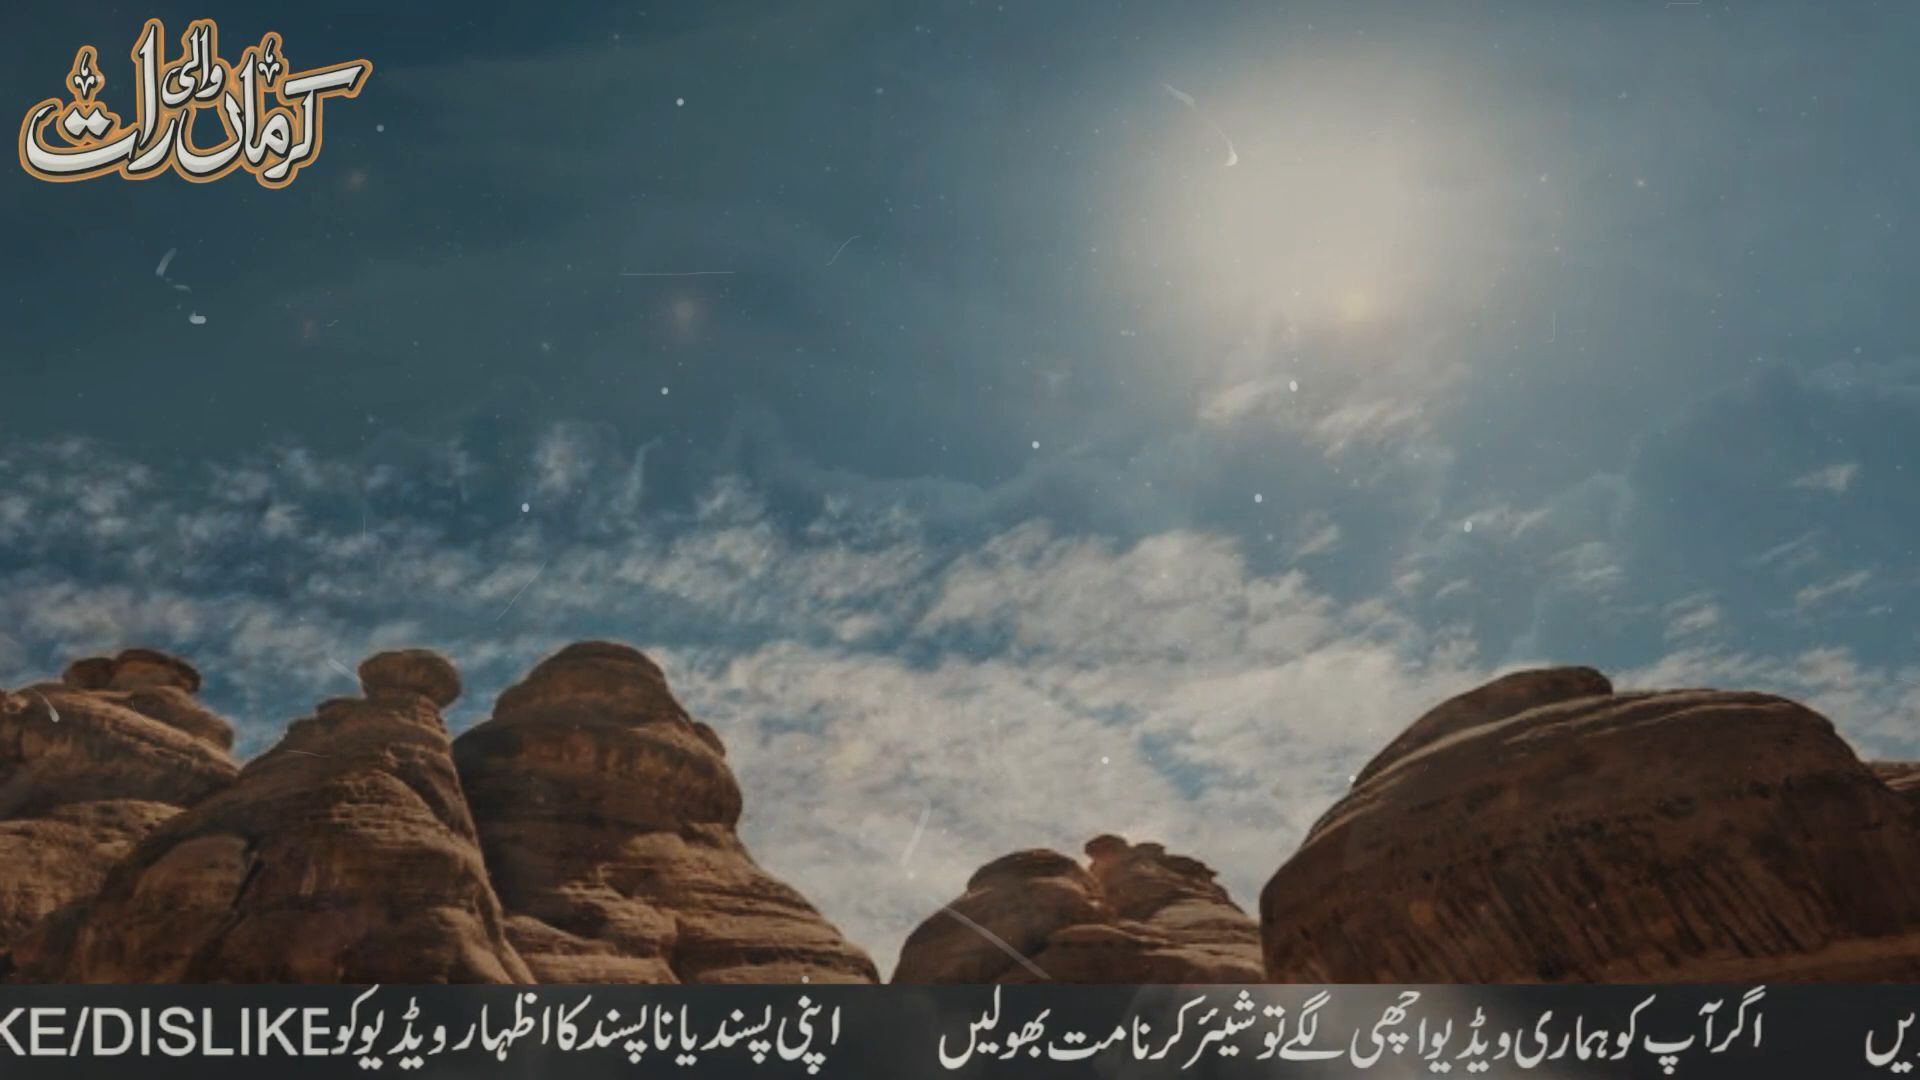 کرماں والی رات
اگر آپ کو ہماری ویڈیو اچھی لگے تو شیئر کرنا مت بھولیں اپنی پسند یا ناپسند کا اظہار ویڈیو کو KE/DISLIKE